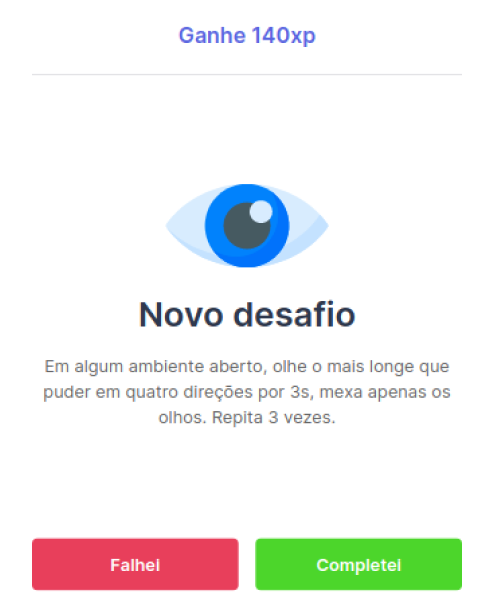 Ganhe 140xp
Novo desafio
Em algum ambiente aberto, olhe o mais longe que
puder em quatro direções por 3s, mexa apenas os
olhos. Repita 3 vezes.
Falhei
Completei